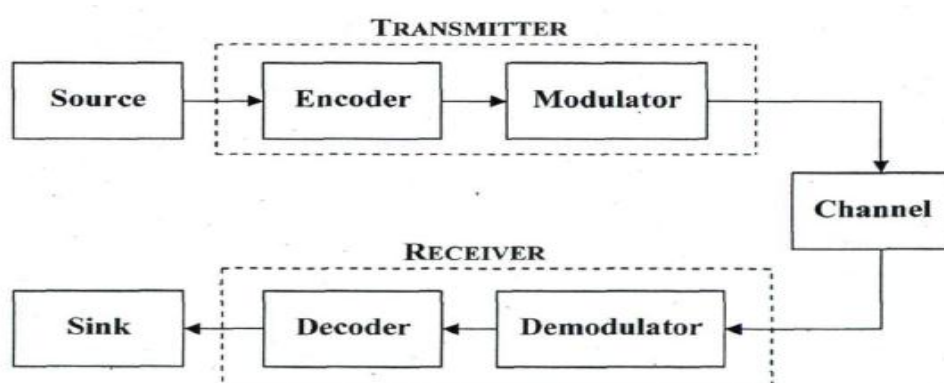 TRANSMITTER
Source
Encoder
Modulator
Channel
RECEIVER
Sink
Decoder
Demodulator